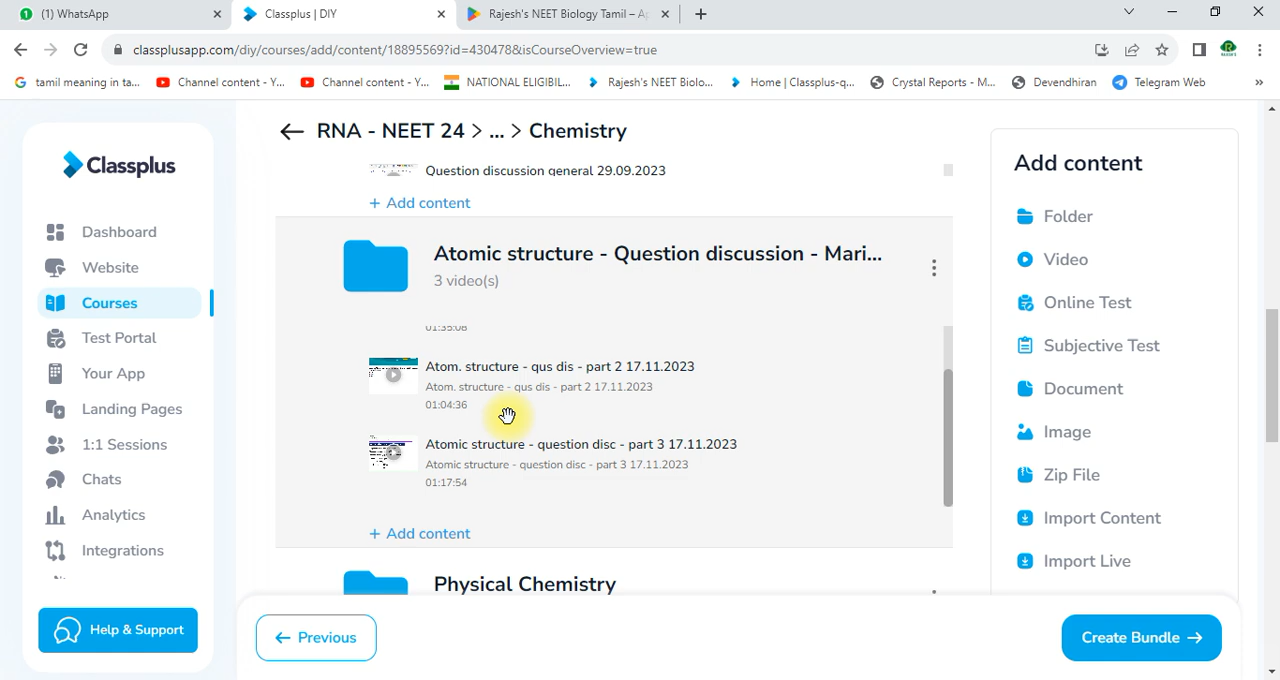 (1) WhatsApp
Classplus | DIY
Rajesh's NEET Biology Tamil – Ap
classplusapp.com/diy/courses/add/content/18895569?id=430478&isCourseOverview=true
tamil meaning in ta...
Channel content - Y...
Channel content - Y...
NATIONAL ELIGIBIL...
Rajesh's NEET Biolo...
Home | Classplus-q...
Crystal Reports - M...
Devendhiran
Telegram Web
»
Classplus
Dashboard
Website
Courses
Test Portal
Your App
Landing Pages
1:1 Sessions
Chats
Analytics
Integrations
Help & Support
RNA - NEET 24 > ... > Chemistry
Question discussion general 29.09.2023
+ Add content
Atomic structure - Question discussion - Mari...
3 video(s)
01:35:08
Atom. structure - qus dis - part 2 17.11.2023
Atom. structure - qus dis - part 2 17.11.2023
01:04:36
Atomic structure - question disc - part 3 17.11.2023
Atomic structure - question disc - part 3 17.11.2023
01:17:54
+ Add content
Physical Chemistry
← Previous
Create Bundle →
Add content
Folder
Video
Online Test
Subjective Test
Document
Image
Zip File
Import Content
Import Live